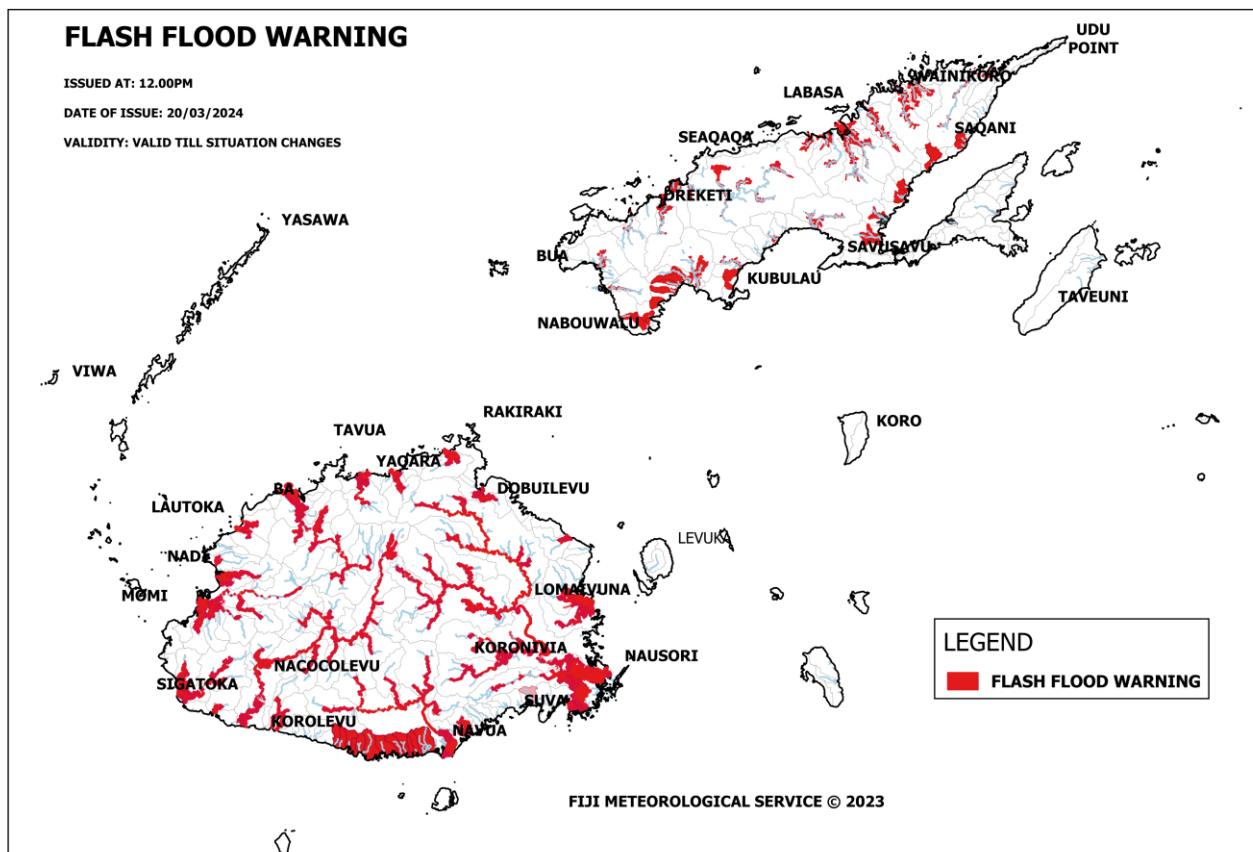 FLASH FLOOD WARNING
ISSUED AT: 12.00PM
DATE OF ISSUE: 20/03/2024
VALIDITY: VALID TILL SITUATION CHANGES
UDU
POINT
WAINIKORO
LABASA
SAQANI
SEAQAQA
DREKETI
YASAWA
BUA
SAVUSAVU
KUBULAU
TAVEUNI
NABOUWALU
VIWA
RAKIRAKI
KORO
TAVUA
YAQARA
BA
DOBUILEVU
LAUTOKA
LEVUKA
NADI
MOMI
LOMAIVUNA
KORONIVIA
NAUSORI
NACOCOLEVU
SIGATOKA
SUVA
KOROLEVU
NAVUA
LEGEND
FLASH FLOOD WARNING
FIJI METEOROLOGICAL SERVICE © 2023